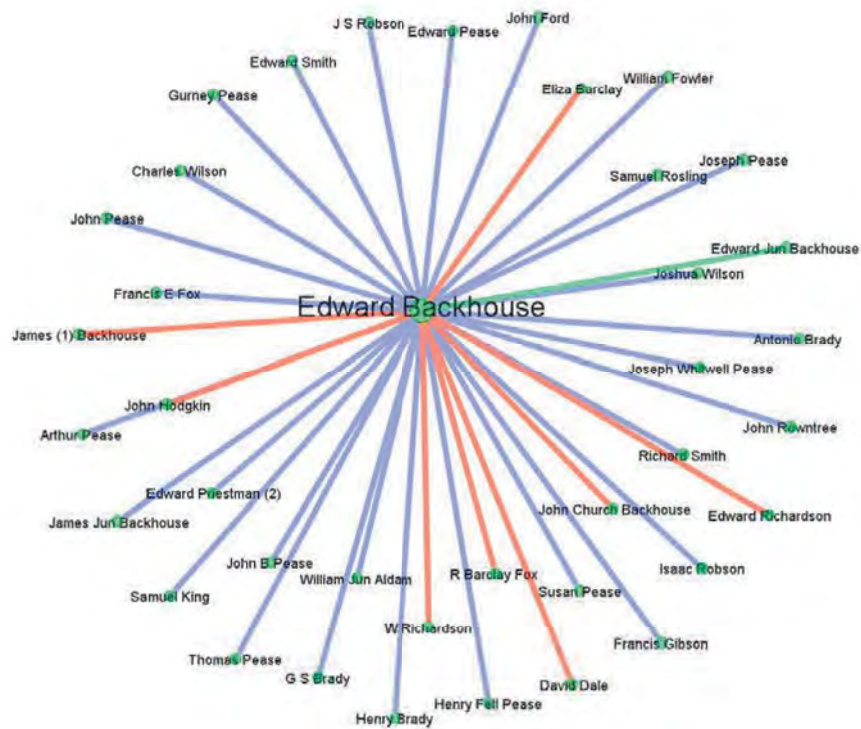 J S Robson
Edward Pease
John Ford
Edward Smith
William Fowler
Eliza Barclay
Gurney Pease
Joseph Pease
Charles Wilson
Samuel Rosling
John Pease
Edward Jun Backhouse
Joshua Wilson
Francis E Fox
Edward Backhouse
James (1) Backhouse
Antonio Brady
Joseph Whitwell Pease
John Hodgkin
John Rowntree
Arthur Pease
Richard Smith
Edward Priestman (2)
John Church Backhouse
Edward Richardson
James Jun Backhouse
John B Pease
Isaac Robson
William Jun Aldam
R Barclay Fox
Susan Pease
Samuel King
W Richardson
Francis Gibson
Thomas Pease
G S Brady
David Dale
Henry Fell Pease
Henry Brady